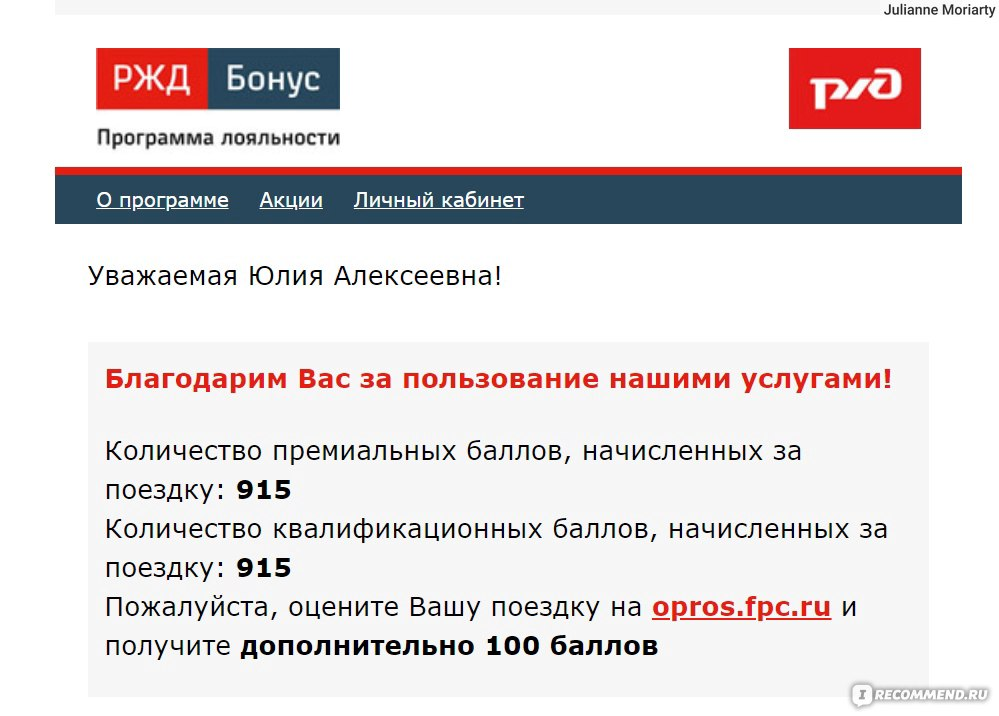 Julianne Moriarty
РЖД Бонус
Программа лояльности
О программе Акции Личный кабинет
Уважаемая Юлия Алексеевна!
Благодарим Вас за пользование нашими услугами!
Количество премиальных баллов, начисленных за
поездку: 915
Количество квалификационных баллов, начисленных за
поездку: 915
Пожалуйста, оцените Вашу поездку на opros.fpc.ru и
получите дополнительно 100 баллов
IRECOMMEND.RU